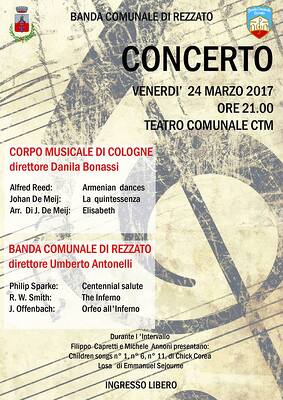 BANDA COMUNALE DI REZZATO
CONCERTO
VENERDI' 24 MARZO 2017
ORE 21.00
TEATRO COMUNALE CTM
CORPO MUSICALE DI COLOGNE
direttore Danila Bonassi
Alfred Reed: Armenian dances
Johan De Meij: La quintessenza
Arr. Di J. De Meij: Elisabeth
BANDA COMUNALE DI REZZATO
direttore Umberto Antonelli
Philip Sparke: Centennial salute
R. W. Smith: The Inferno
J. Offenbach: Orfeo all'Inferno
Durante l 'Intervallo
Filippo Capretti e Michele Annoni presentano:
Children songs n° 1, n° 6, n° 11, di Chick Corea
Losa di Emmanuel Sejourne
INGRESSO LIBERO